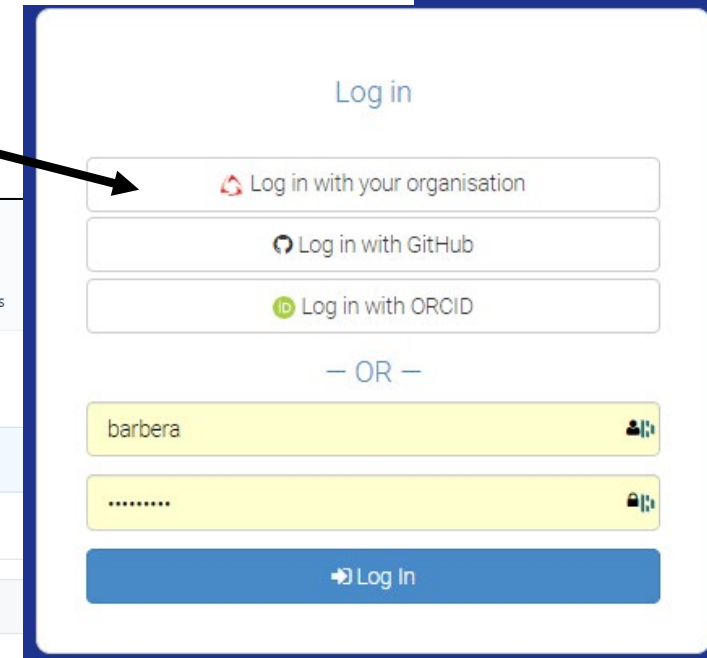 Log in
Log in with your organisation
Log in with GitHub
s
iD Log in with ORCID
— OR —
barbera
•••••••••
Log In